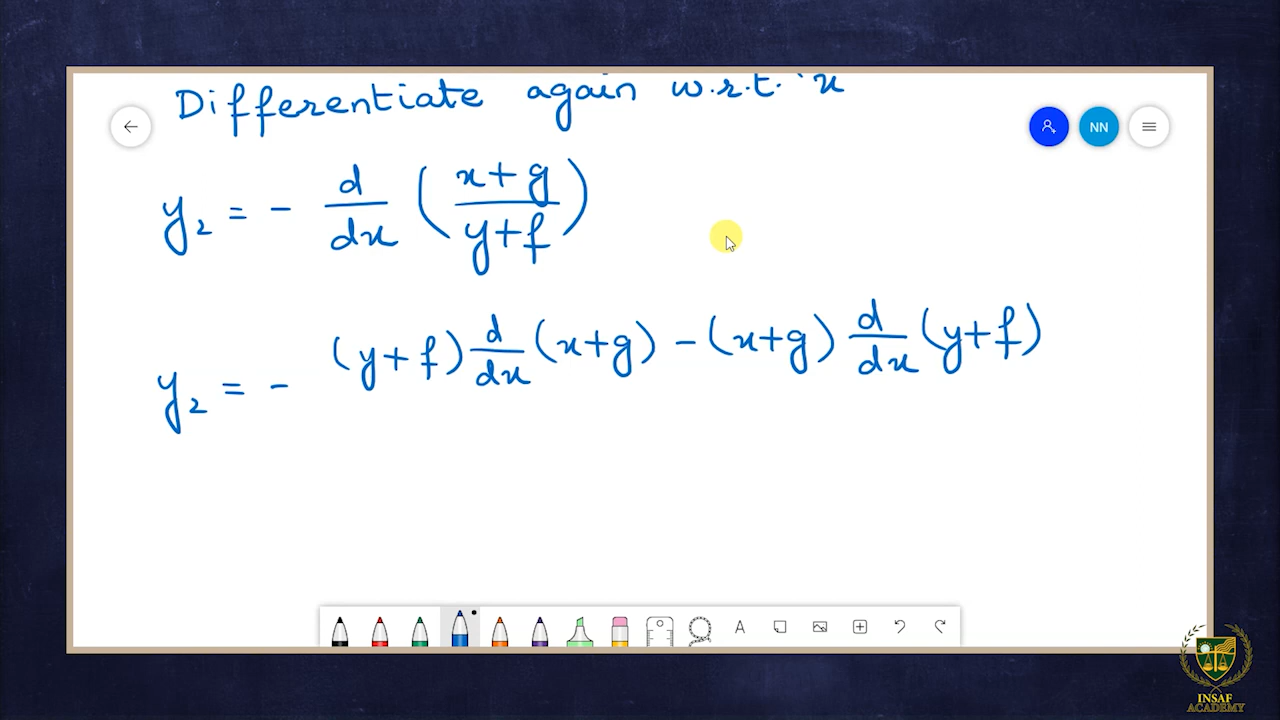 Differentiate again w.r.t. 'x
NN
y₂ = - d/dx ( x+g / y+f )
y₂ = - (y+f) d/dx (x+g) - (x+g) d/dx (y+f)
A
INSAF
ACADEMY